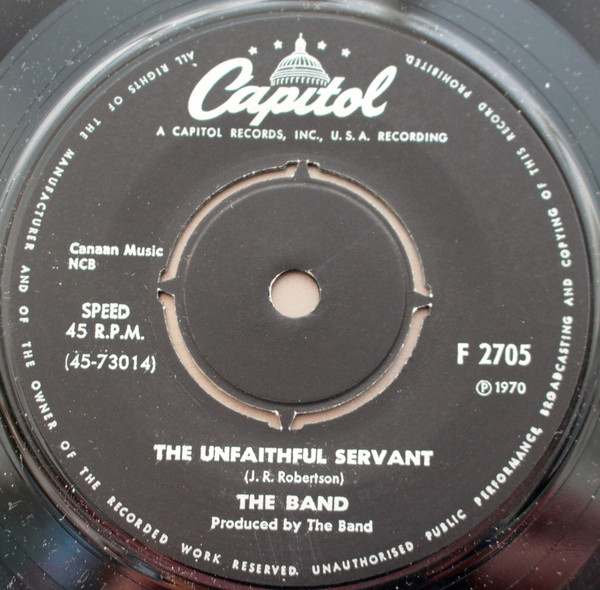 Capitol
A CAPITOL RECORDS, INC., U.S.A. RECORDING
Canaan Music
NCB
SPEED
45 R.P.M.
(45-73014)
F 2705
℗ 1970
THE UNFAITHFUL SERVANT
(J. R. Robertson)
THE BAND
Produced by The Band
ALL RIGHTS OF THE MANUFACTURER AND OF THE OWNER OF THE RECORDED WORK RESERVED. UNAUTHORISED PUBLIC PERFORMANCE, BROADCASTING AND COPYING OF THIS RECORD PROHIBITED.